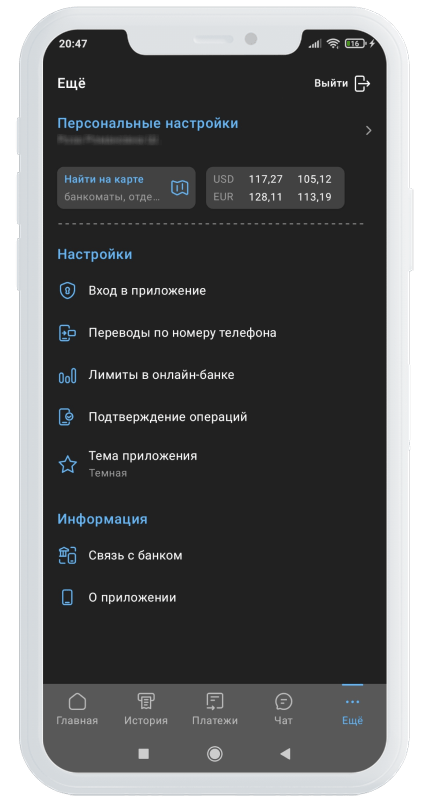 20:47
16
Ещё
Выйти
Персональные настройки
Найти на карте
банкоматы, отде...
USD 117,27 105,12
EUR 128,11 113,19
Настройки
Вход в приложение
Переводы по номеру телефона
Лимиты в онлайн-банке
Подтверждение операций
Тема приложения
Темная
Информация
Связь с банком
О приложении
Главная
История
Платежи
Чат
Ещё